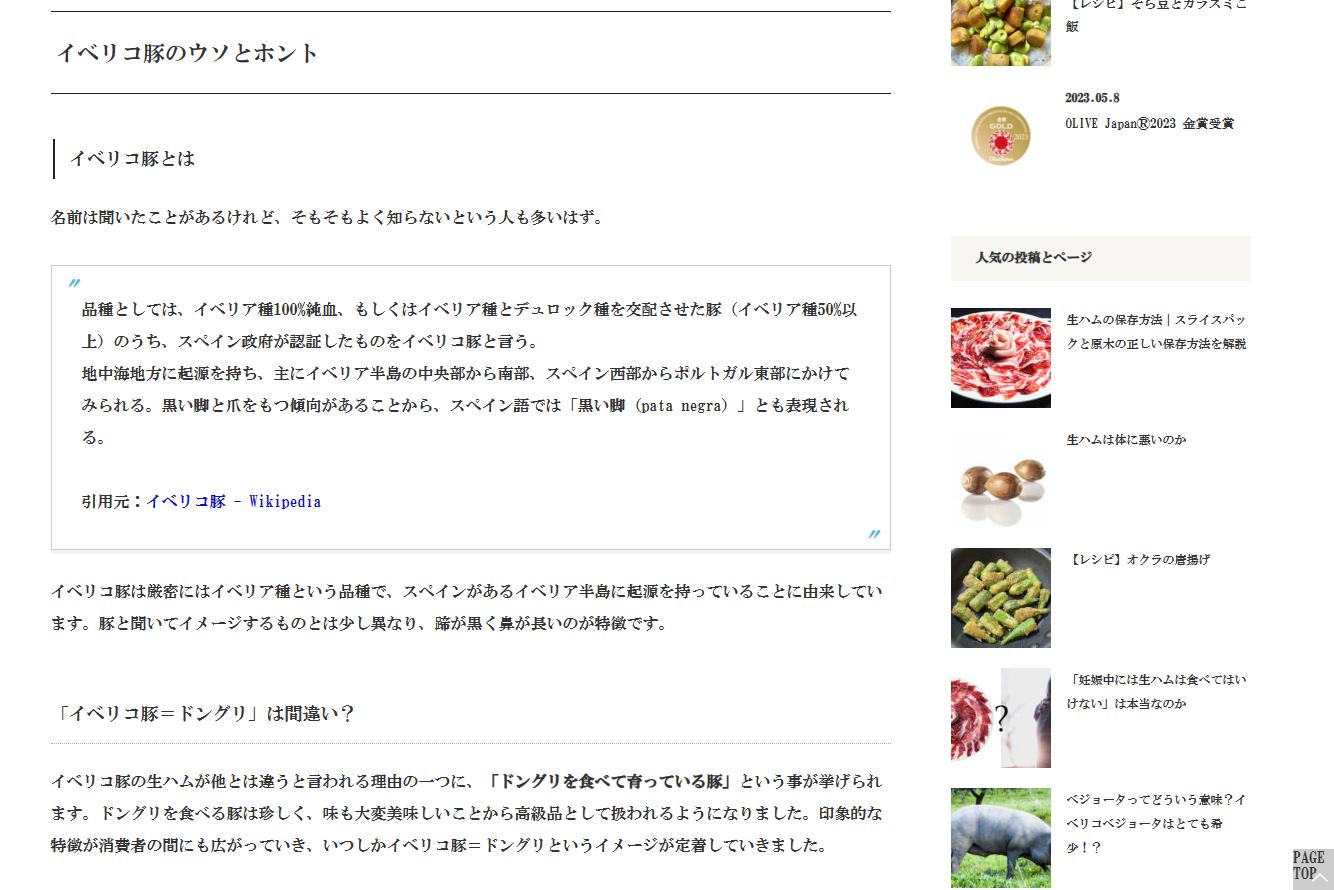 イベリコ豚のウソとホント
イベリコ豚とは
名前は聞いたことがあるけれど、そもそもよく知らないという人も多いはず。
品種としては、イベリア種100%純血、もしくはイベリア種とデュロック種を交配させた豚（イベリア種50%以
上）のうち、スペイン政府が認証したものをイベリコ豚と言う。
地中海地方に起源を持ち、主にイベリア半島の中央部から南部、スペイン西部からポルトガル東部にかけて
みられる。黒い脚と爪をもつ傾向があることから、スペイン語では「黒い脚（pata negra）」とも表現され
る。
引用元：イベリコ豚 - Wikipedia
イベリコ豚は厳密にはイベリア種という品種で、スペインがあるイベリア半島に起源を持っていることに由来してい
ます。豚と聞いてイメージするものとは少し異なり、蹄が黒く鼻が長いのが特徴です。
「イベリコ豚＝ドングリ」は間違い？
イベリコ豚の生ハムが他とは違うと言われる理由の一つに、「ドングリを食べて育っている豚」という事が挙げられ
ます。ドングリを食べる豚は珍しく、味も大変美味しいことから高級品として扱われるようになりました。印象的な
特徴が消費者の間にも広がっていき、いつしかイベリコ豚＝ドングリというイメージが定着していきました。
【レシピ】そら豆とカラスミご
飯
2023.05.8
OLIVE JapanⓇ2023 金賞受賞
GOLD
2023
人気の投稿とページ
生ハムの保存方法｜スライスパッ
クと原木の正しい保存方法を解説
生ハムは体に悪いのか
【レシピ】オクラの唐揚げ
「妊娠中には生ハムは食べてはい
けない」は本当なのか
?
ベジョータってどういう意味？イ
ベリコベジョータはとても希
少！？
PAGE
TOP